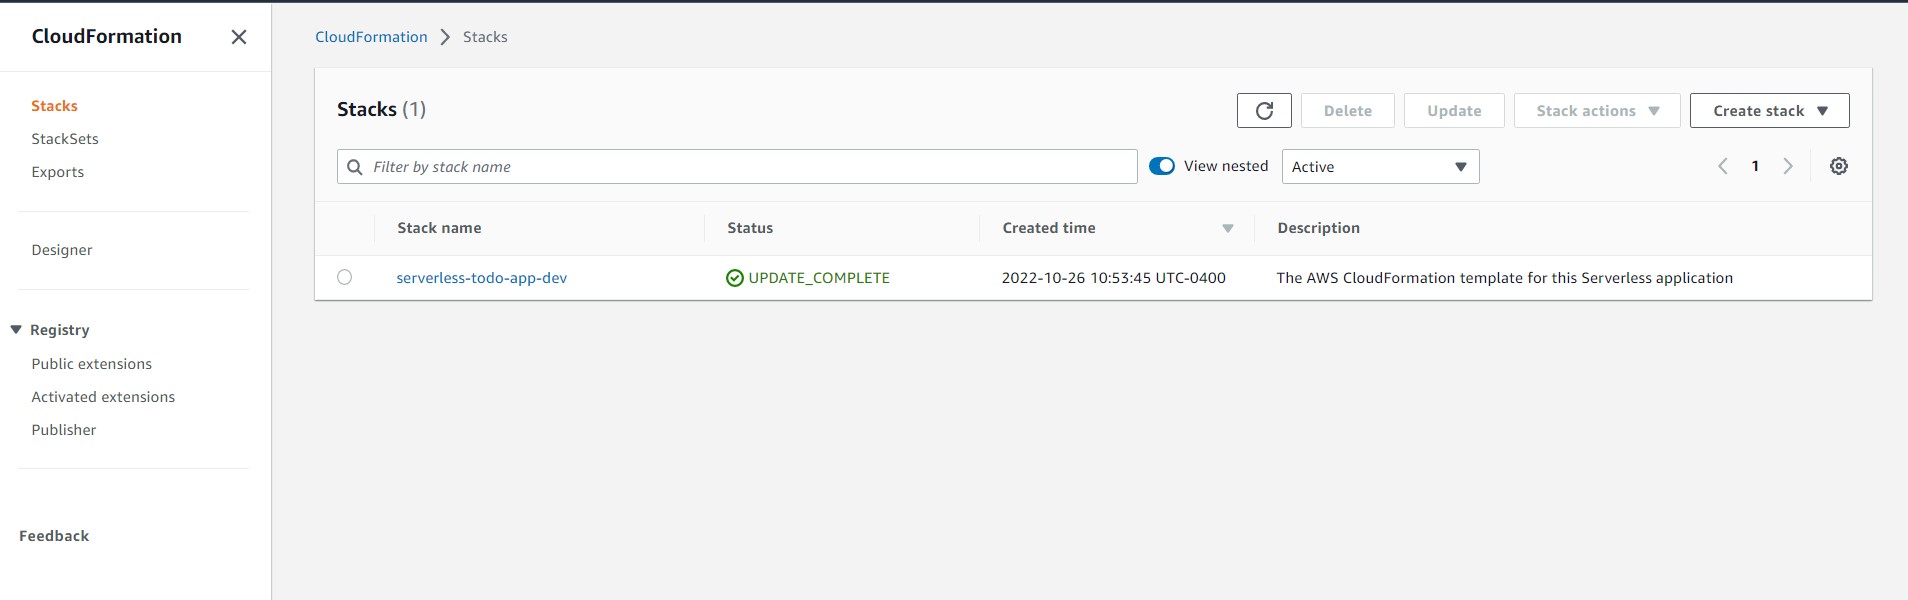 CloudFormation
Stacks
StackSets
Exports
Designer
Registry
Public extensions
Activated extensions
Publisher
Feedback
CloudFormation > Stacks
Stacks (1)
Delete
Update
Stack actions
Create stack
Filter by stack name
View nested
Active
1
Stack name Status Created time Description
serverless-todo-app-dev UPDATE_COMPLETE 2022-10-26 10:53:45 UTC-0400 The AWS CloudFormation template for this Serverless application